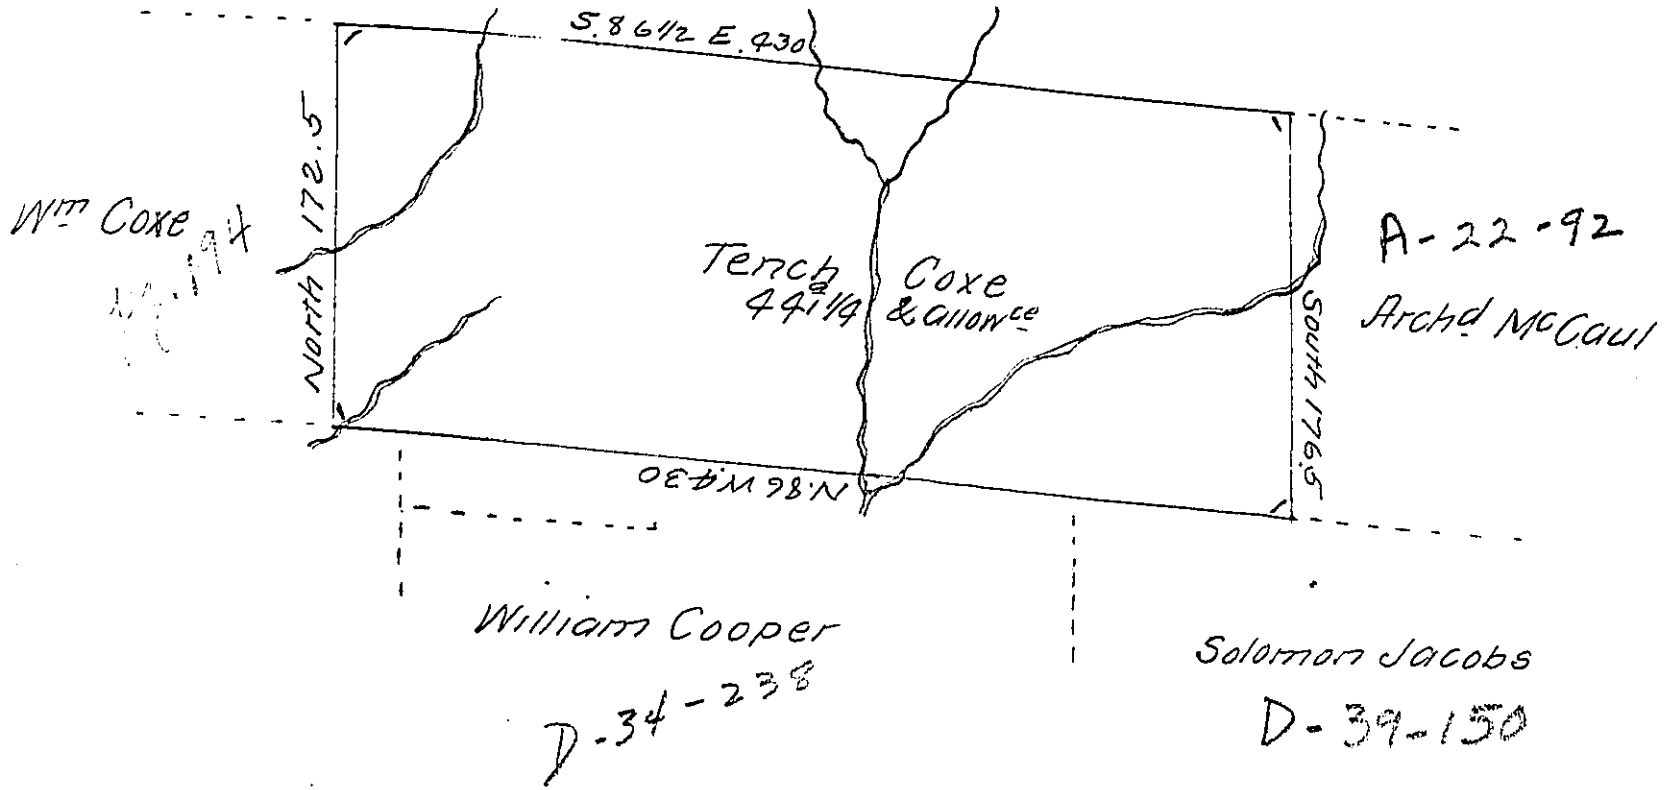 S.86 1/2 E.430
North 172.5
Wm Coxe
Tench Coxe
441 1/4 a & allowce
A-22-92
Archd McCaul
South 176.5
N.86 W.430
William Cooper
D-34-238
Solomon Jacobs
D-39-150